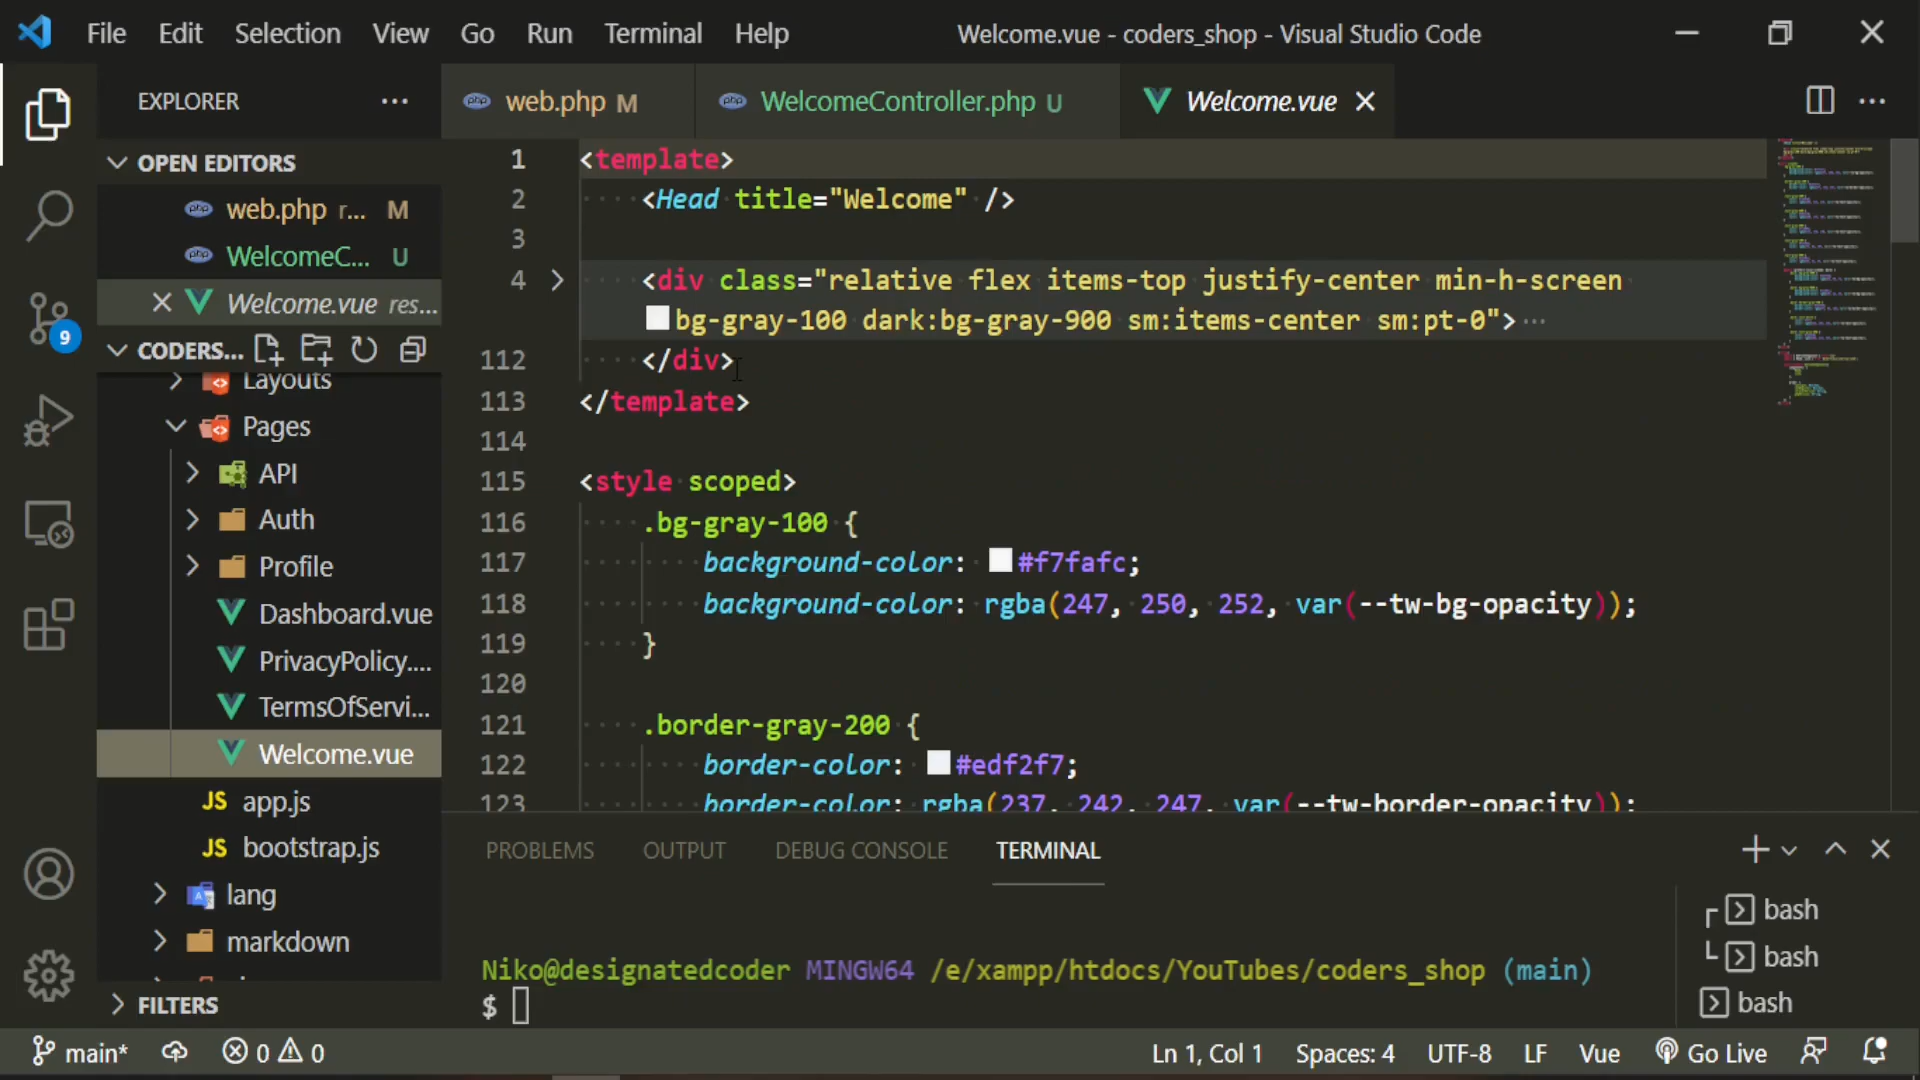 File Edit Selection View Go Run Terminal Help Welcome.vue - coders_shop - Visual Studio Code
EXPLORER ...
web.php M WelcomeController.php U Welcome.vue
OPEN EDITORS
web.php r... M
WelcomeC... U
Welcome.vue res...
CODERS...
Layouts
Pages
API
Auth
Profile
Dashboard.vue
PrivacyPolicy....
TermsOfServi...
Welcome.vue
app.js
bootstrap.js
lang
markdown
FILTERS
9
1 <template>
2 <Head title="Welcome" />
3
4 <div class="relative flex items-top justify-center min-h-screen
bg-gray-100 dark:bg-gray-900 sm:items-center sm:pt-0">...
112 </div>
113 </template>
114
115 <style scoped>
116 .bg-gray-100 {
117 background-color: #f7fafc;
118 background-color: rgba(247, 250, 252, var(--tw-bg-opacity));
119 }
120
121 .border-gray-200 {
122 border-color: #edf2f7;
123 border-color: rgba(237, 242, 247, var(--tw-border-opacity));
PROBLEMS OUTPUT DEBUG CONSOLE TERMINAL
Niko@designatedcoder MINGW64 /e/xampp/htdocs/YouTubes/coders_shop (main)
$
bash
bash
bash
main* 0 0 Ln 1, Col 1 Spaces: 4 UTF-8 LF Vue Go Live